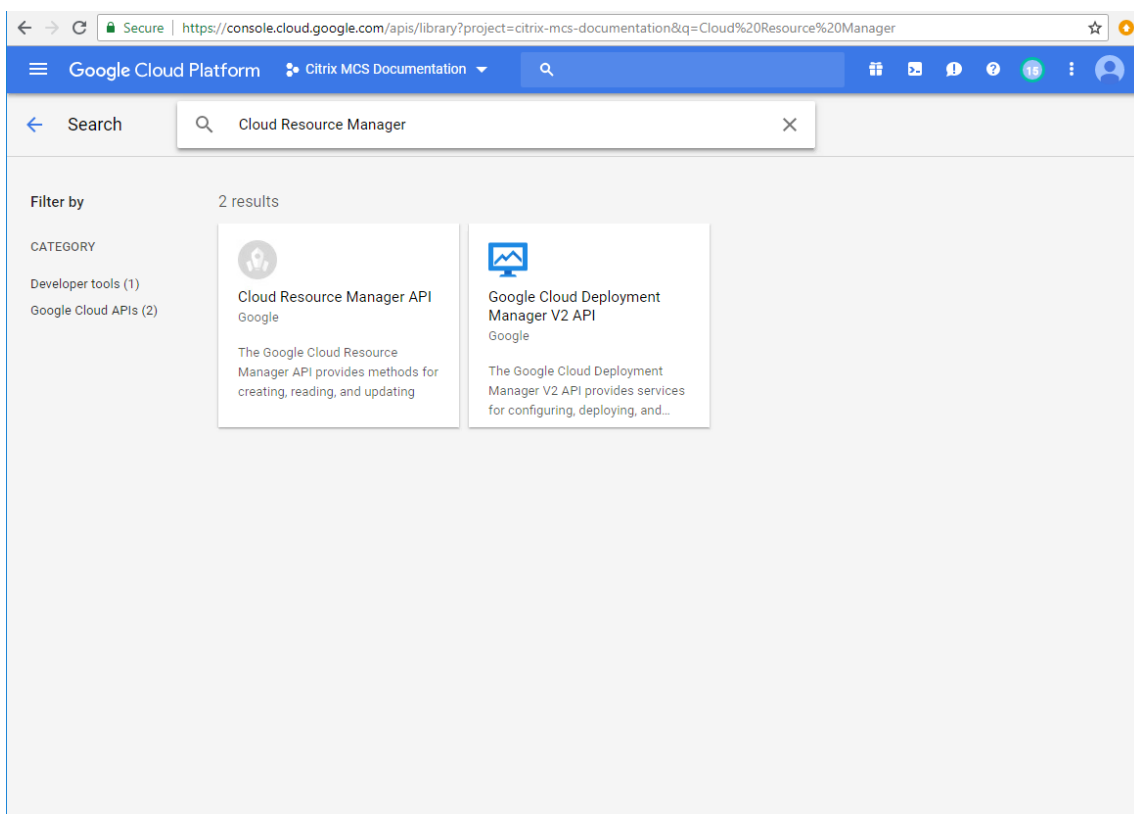 Secure | https://console.cloud.google.com/apis/library?project=citrix-mcs-documentation&q=Cloud%20Resource%20Manager
Google Cloud Platform Citrix MCS Documentation 15
Search Cloud Resource Manager
Filter by
2 results
CATEGORY
Developer tools (1)
Google Cloud APIs (2)
Cloud Resource Manager API
Google
The Google Cloud Resource
Manager API provides methods for
creating, reading, and updating
Google Cloud Deployment
Manager V2 API
Google
The Google Cloud Deployment
Manager V2 API provides services
for configuring, deploying, and...